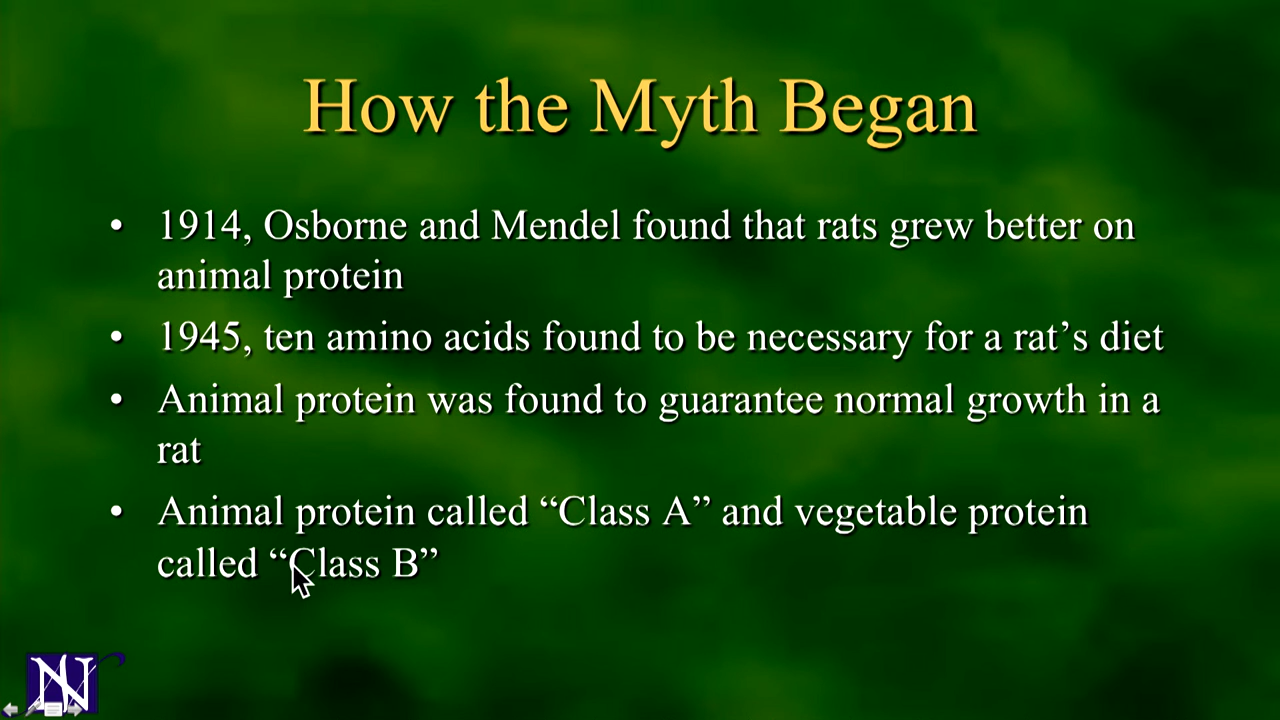 How the Myth Began
• 1914, Osborne and Mendel found that rats grew better on
animal protein
• 1945, ten amino acids found to be necessary for a rat’s diet
• Animal protein was found to guarantee normal growth in a
rat
• Animal protein called “Class A” and vegetable protein
called “Class B”
N